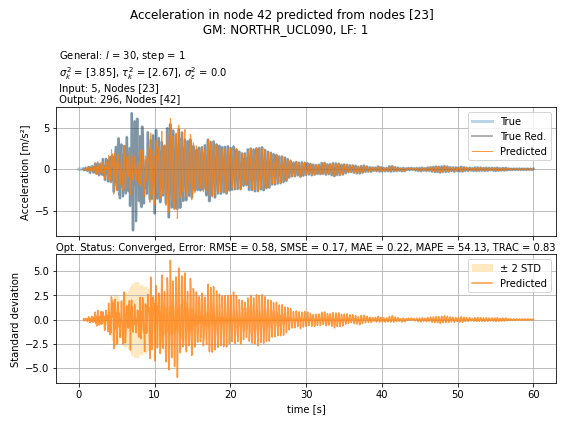 Acceleration in node 42 predicted from nodes [23]
GM: NORTHR_UCL090, LF: 1
General: l = 30, step = 1
σ²ₖ = [3.85], τ²ₖ = [2.67], σ²ε = 0.0
Input: 5, Nodes [23]
Output: 296, Nodes [42]
Acceleration [m/s²]
5
0
−5
True
True Red.
Predicted
Opt. Status: Converged, Error: RMSE = 0.58, SMSE = 0.17, MAE = 0.22, MAPE = 54.13, TRAC = 0.83
Standard deviation
5.0
2.5
0.0
−2.5
−5.0
± 2 STD
Predicted
0 10 20 30 40 50 60
time [s]